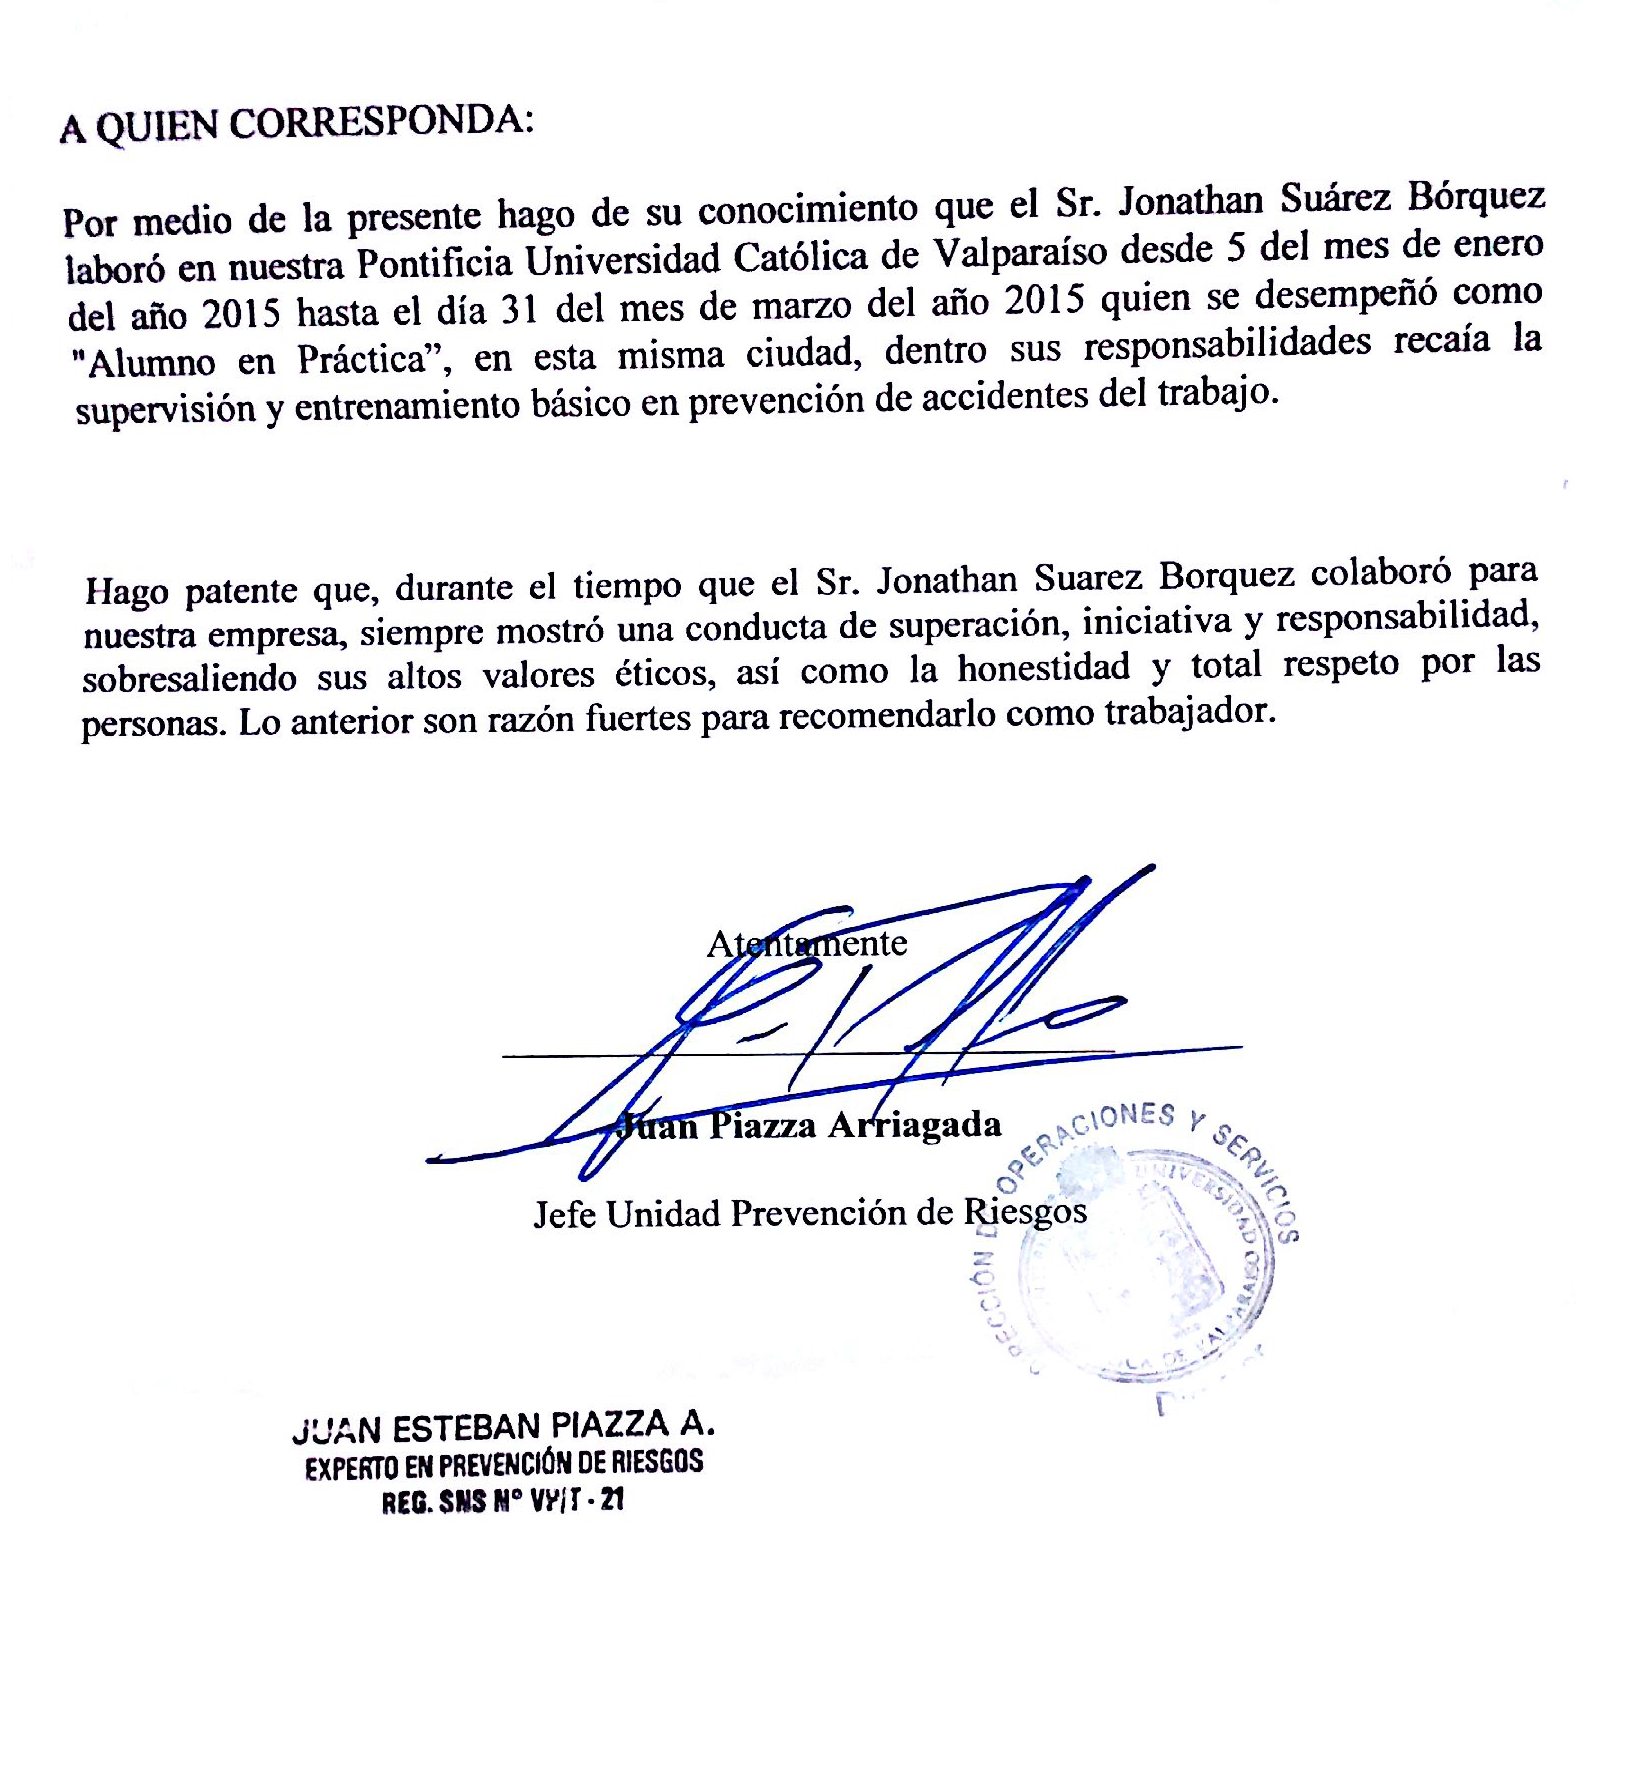 A QUIEN CORRESPONDA:
Por medio de la presente hago de su conocimiento que el Sr. Jonathan Suárez Bórquez
laboró en nuestra Pontificia Universidad Católica de Valparaíso desde 5 del mes de enero
del año 2015 hasta el día 31 del mes de marzo del año 2015 quien se desempeñó como
"Alumno en Práctica”, en esta misma ciudad, dentro sus responsabilidades recaía la
supervisión y entrenamiento básico en prevención de accidentes del trabajo.
Hago patente que, durante el tiempo que el Sr. Jonathan Suarez Borquez colaboró para
nuestra empresa, siempre mostró una conducta de superación, iniciativa y responsabilidad,
sobresaliendo sus altos valores éticos, así como la honestidad y total respeto por las
personas. Lo anterior son razón fuertes para recomendarlo como trabajador.
Atentamente
Juan Piazza Arriagada
Jefe Unidad Prevención de Riesgos
OPERACIONES Y SERVICIOS
UNIVERSIDAD
DE VALPARAISO
JUAN ESTEBAN PIAZZA A.
EXPERTO EN PREVENCIÓN DE RIESGOS
REG. SNS Nº